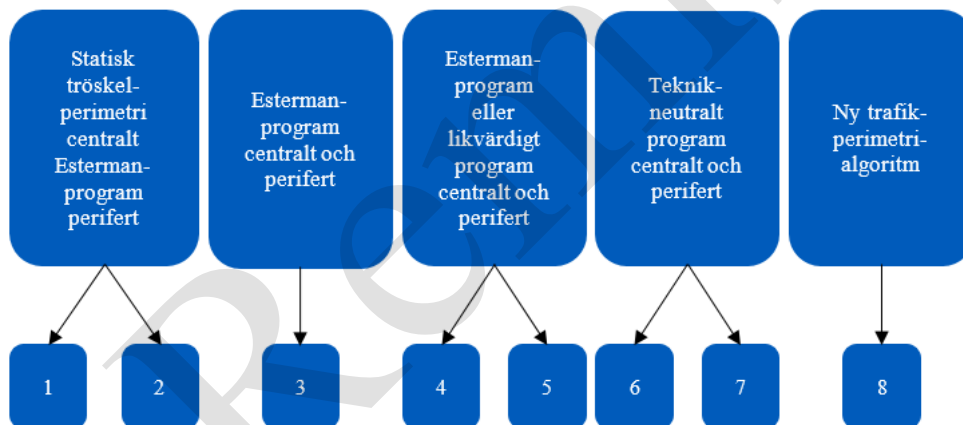 Statisk
tröskel-
perimetri
centralt
Esterman-
program
perifert
Esterman-
program
centralt och
perifert
Esterman-
program
eller
likvärdigt
program
centralt och
perifert
Teknik-
neutralt
program
centralt och
perifert
Ny trafik-
perimetri-
algoritm
1
2
3
4
5
6
7
8